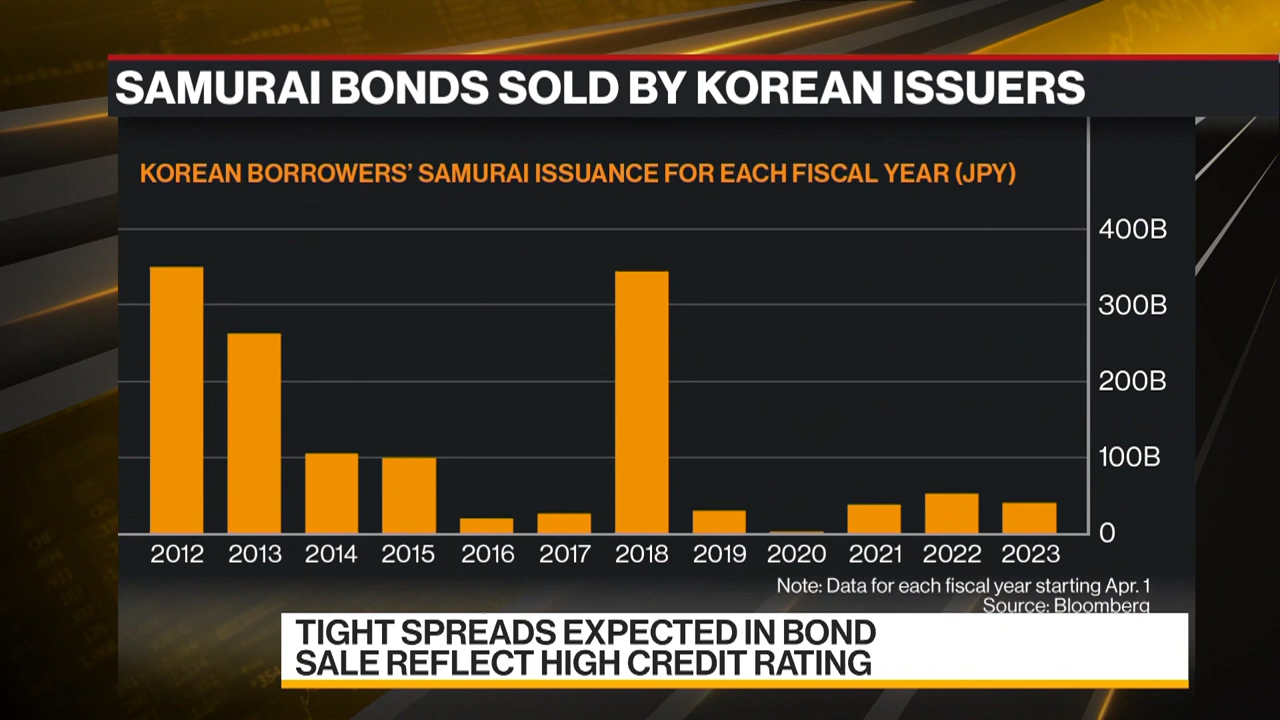 SAMURAI BONDS SOLD BY KOREAN ISSUERS
KOREAN BORROWERS' SAMURAI ISSUANCE FOR EACH FISCAL YEAR (JPY)
400B
300B
200B
100B
0
2012 2013 2014 2015 2016 2017 2018 2019 2020 2021 2022 2023
Note: Data for each fiscal year starting Apr. 1
Source: Bloomberg
TIGHT SPREADS EXPECTED IN BOND
SALE REFLECT HIGH CREDIT RATING